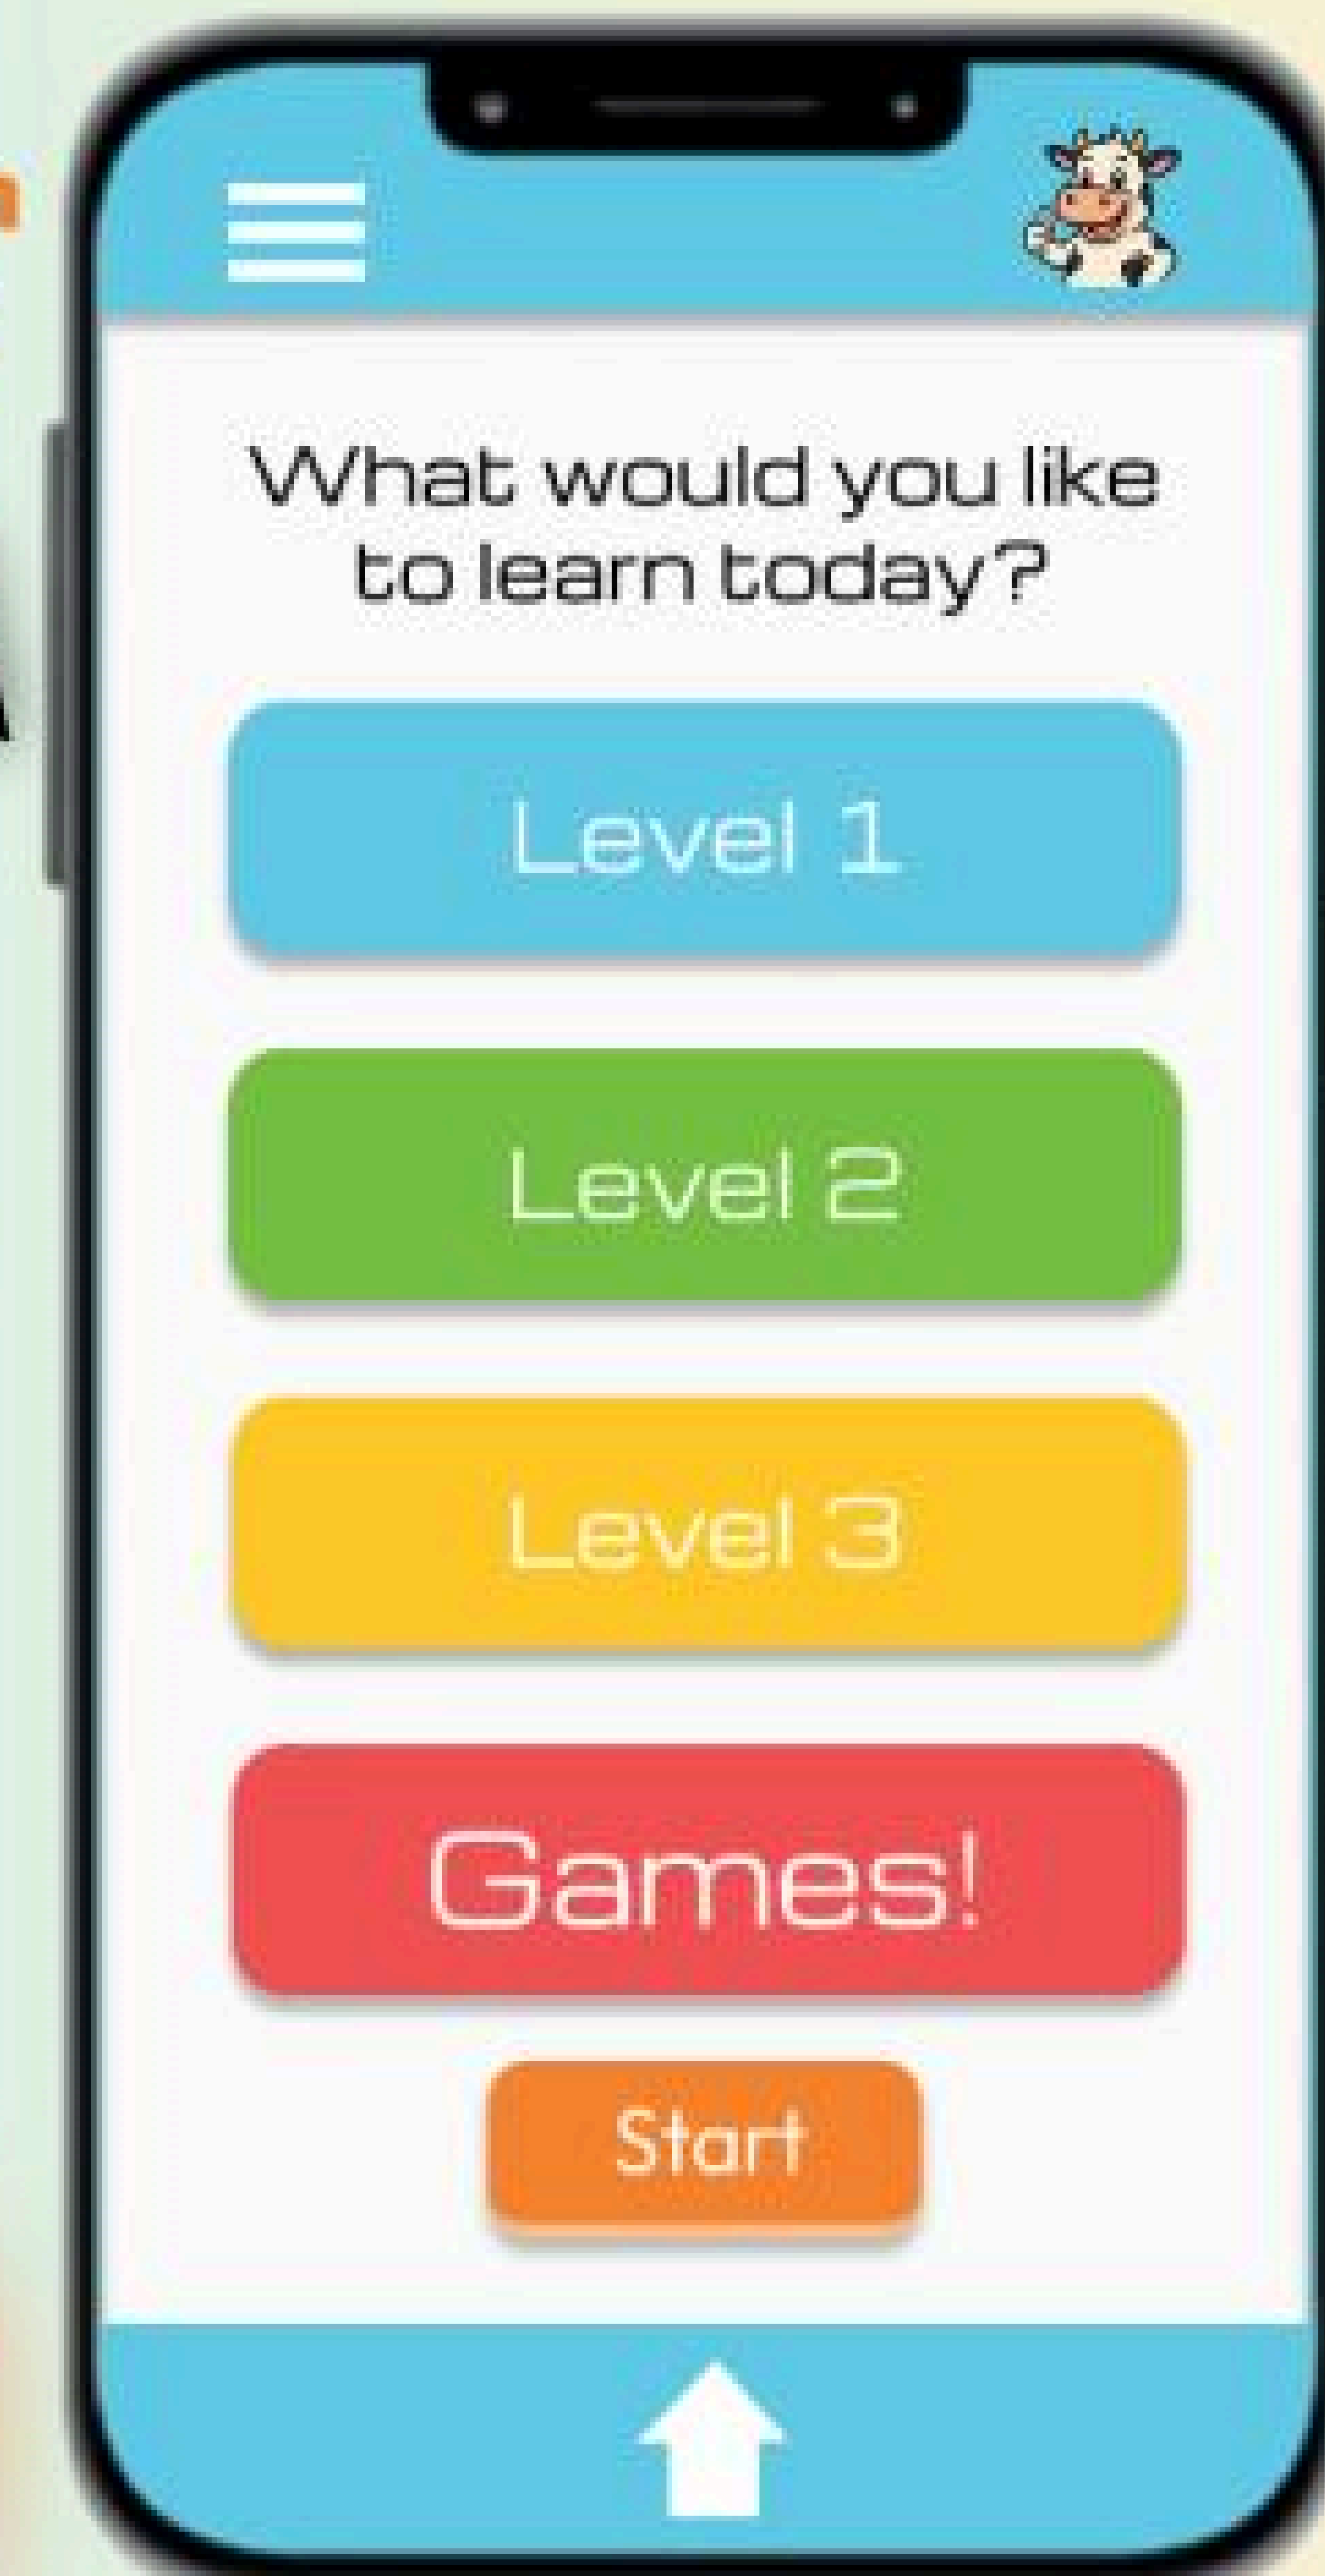 What would you like
to learn today?
Level 1
Level 2
Level 3
Games!
Start